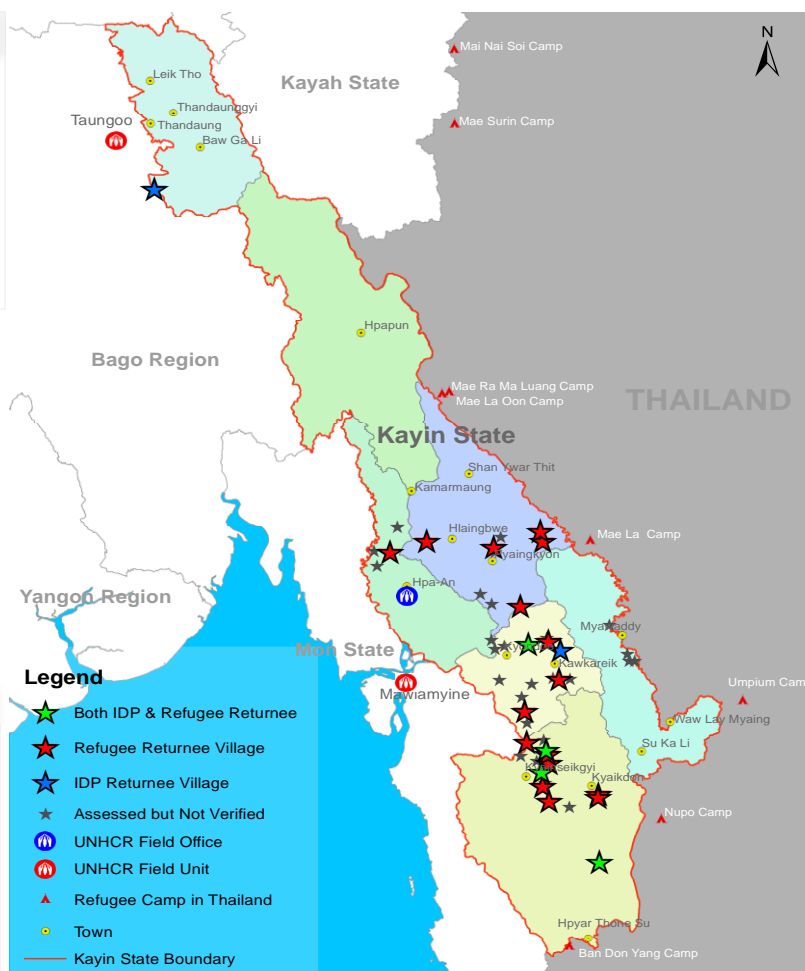 N
Mai Nai Soi Camp
Leik Tho
Kayah State
Thandaunggyi
Taungoo
Thandaung
Mae Surin Camp
Baw Ga Li
Hpapun
Bago Region
Mae Ra Ma Luang Camp
Mae La Oon Camp
THAILAND
Kayin State
Shan Ywar Thit
Kamarmaung
Hlaingbwe
Mae La Camp
Hpa-An
Yangon Region
Mon State
Kawkareik
Umpium Camp
Mawlamyine
Waw Lay Myaing
Su Ka Li
Kyaikdon
Nupo Camp
Hpyar Thone Su
Ban Don Yang Camp
Legend
Both IDP & Refugee Returnee
Refugee Returnee Village
IDP Returnee Village
Assessed but Not Verified
UNHCR Field Office
UNHCR Field Unit
Refugee Camp in Thailand
Town
Kayin State Boundary